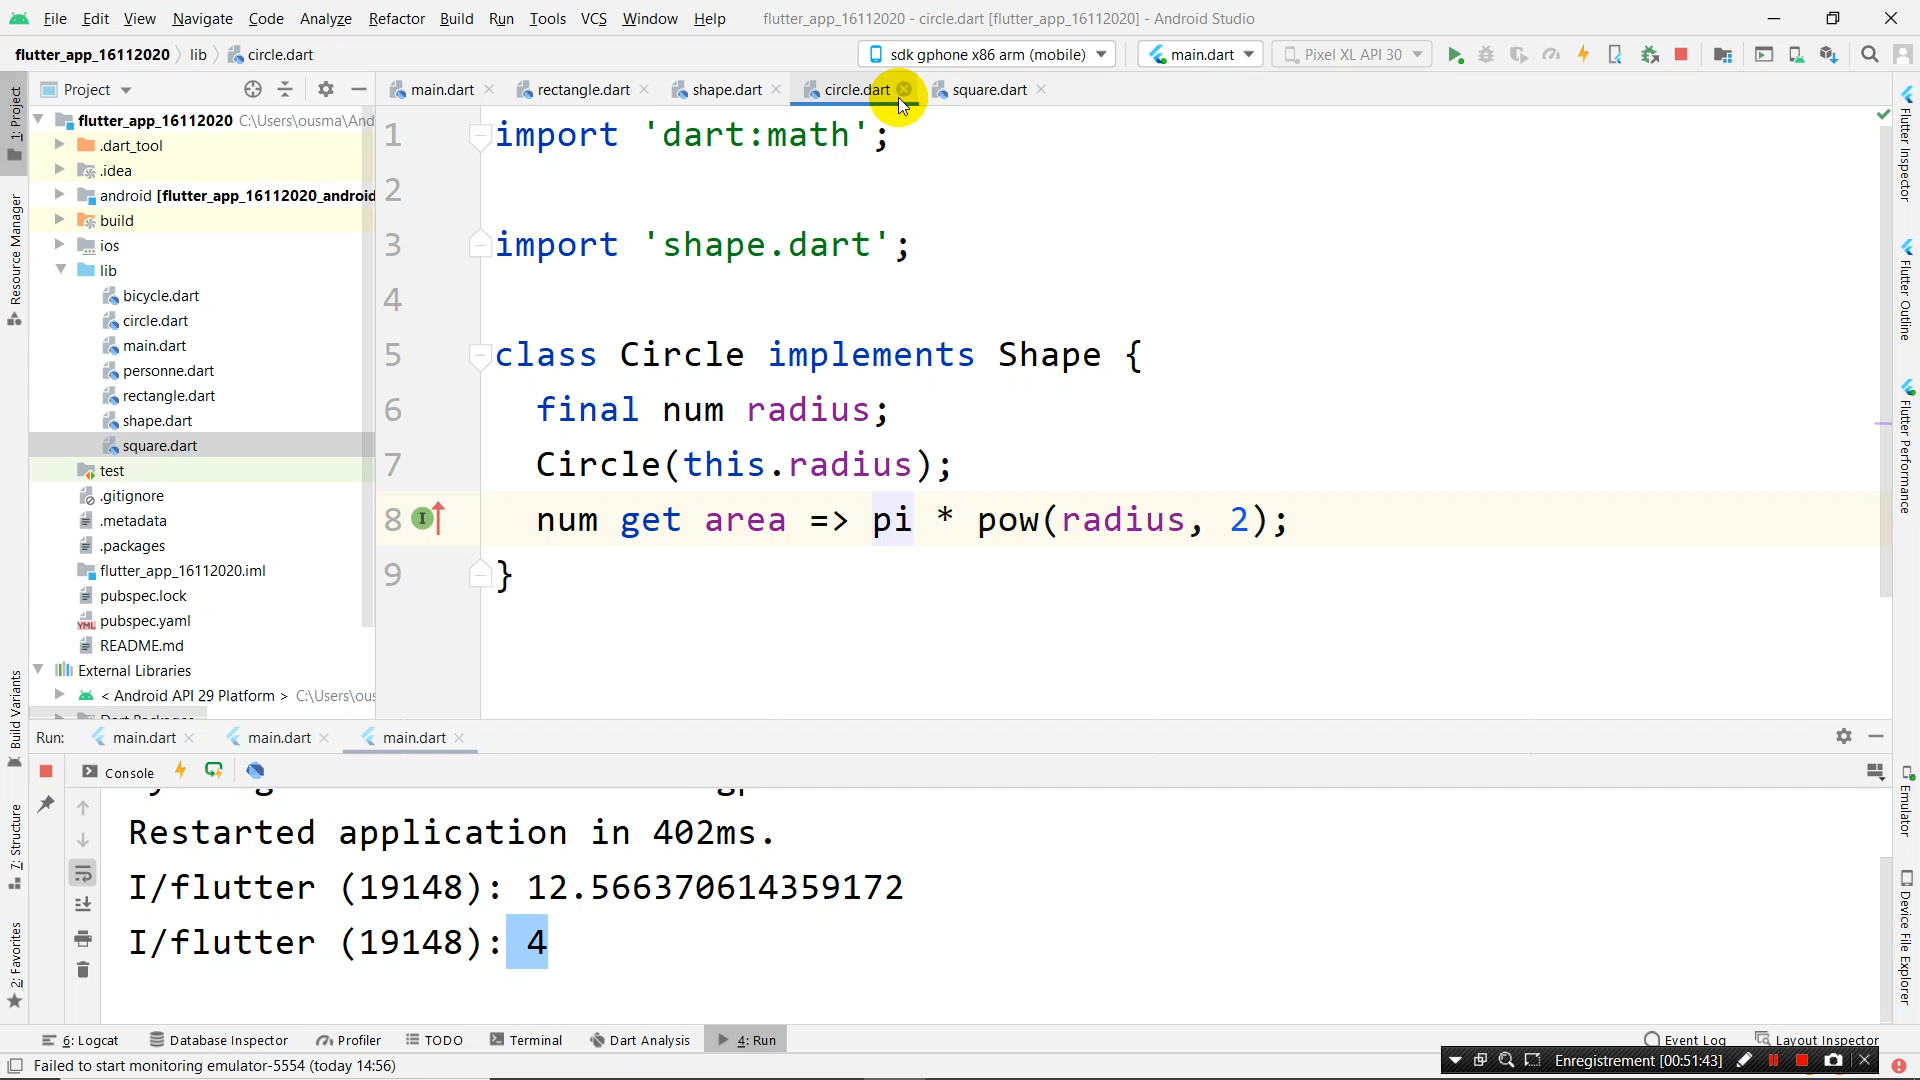 File Edit View Navigate Code Analyze Refactor Build Run Tools VCS Window Help flutter_app_16112020 - circle.dart [flutter_app_16112020] - Android Studio
flutter_app_16112020 lib circle.dart sdk gphone x86 arm (mobile) main.dart Pixel XL API 30
Project main.dart rectangle.dart shape.dart circle.dart square.dart
flutter_app_16112020 C:\Users\ousma\And
.dart_tool
.idea
android [flutter_app_16112020_android
build
ios
lib
bicycle.dart
circle.dart
main.dart
personne.dart
rectangle.dart
shape.dart
square.dart
test
.gitignore
.metadata
.packages
flutter_app_16112020.iml
pubspec.lock
pubspec.yaml
README.md
External Libraries
< Android API 29 Platform > C:\Users\ous
1 import 'dart:math';
2
3 import 'shape.dart';
4
5 class Circle implements Shape {
6 final num radius;
7 Circle(this.radius);
8 num get area => pi * pow(radius, 2);
9 }
1: Project
Resource Manager
Build Variants
7: Structure
2: Favorites
Flutter Inspector
Flutter Outline
Flutter Performance
Emulator
Device File Explorer
Run: main.dart main.dart main.dart
Console
Restarted application in 402ms.
I/flutter (19148): 12.566370614359172
I/flutter (19148): 4
6: Logcat Database Inspector Profiler TODO Terminal Dart Analysis 4: Run Event Log Layout Inspector
Failed to start monitoring emulator-5554 (today 14:56)
Enregistrement [00:51:43]